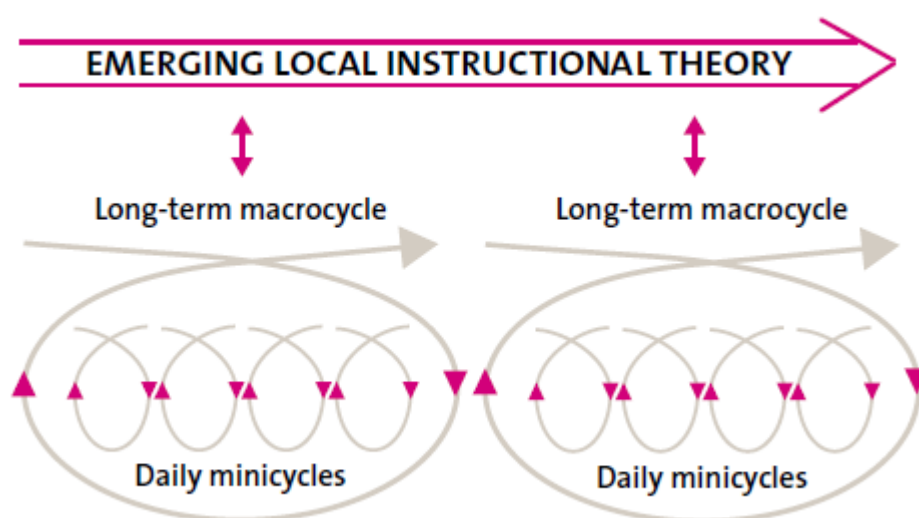 EMERGING LOCAL INSTRUCTIONAL THEORY
Long-term macrocycle
Long-term macrocycle
Daily minicycles
Daily minicycles